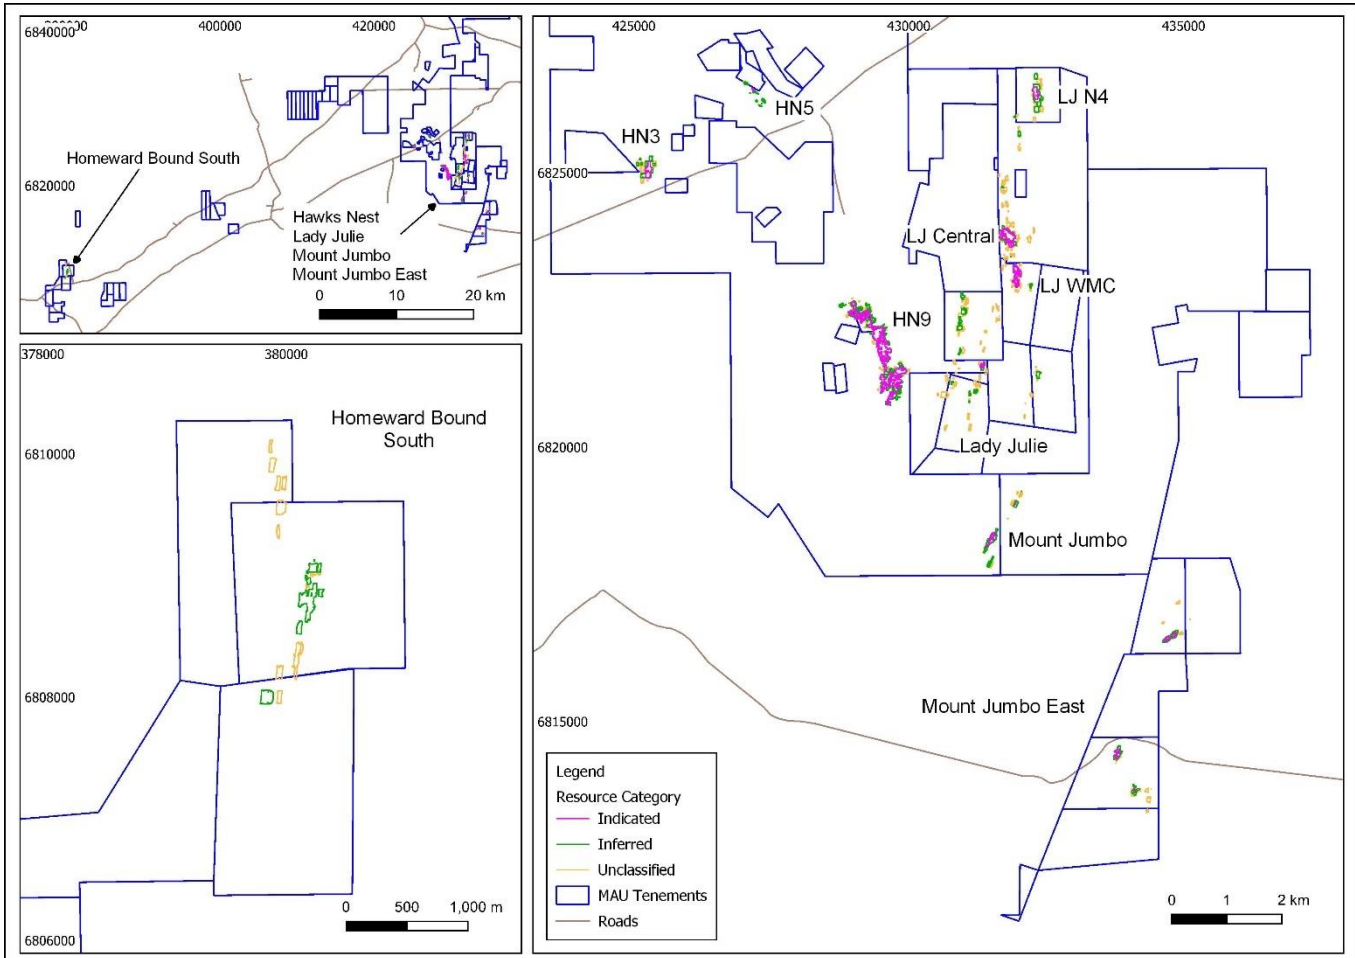 6840000
400000
420000
6820000
Homeward Bound South
Hawks Nest
Lady Julie
Mount Jumbo
Mount Jumbo East
0 10 20 km
378000
380000
Homeward Bound
South
6810000
6808000
6806000
0 500 1,000 m
425000
430000
435000
HN5
LJ N4
HN3
6825000
LJ Central
LJ WMC
HN9
6820000
Lady Julie
Mount Jumbo
Mount Jumbo East
6815000
Legend
Resource Category
Indicated
Inferred
Unclassified
MAU Tenements
Roads
0 1 2 km